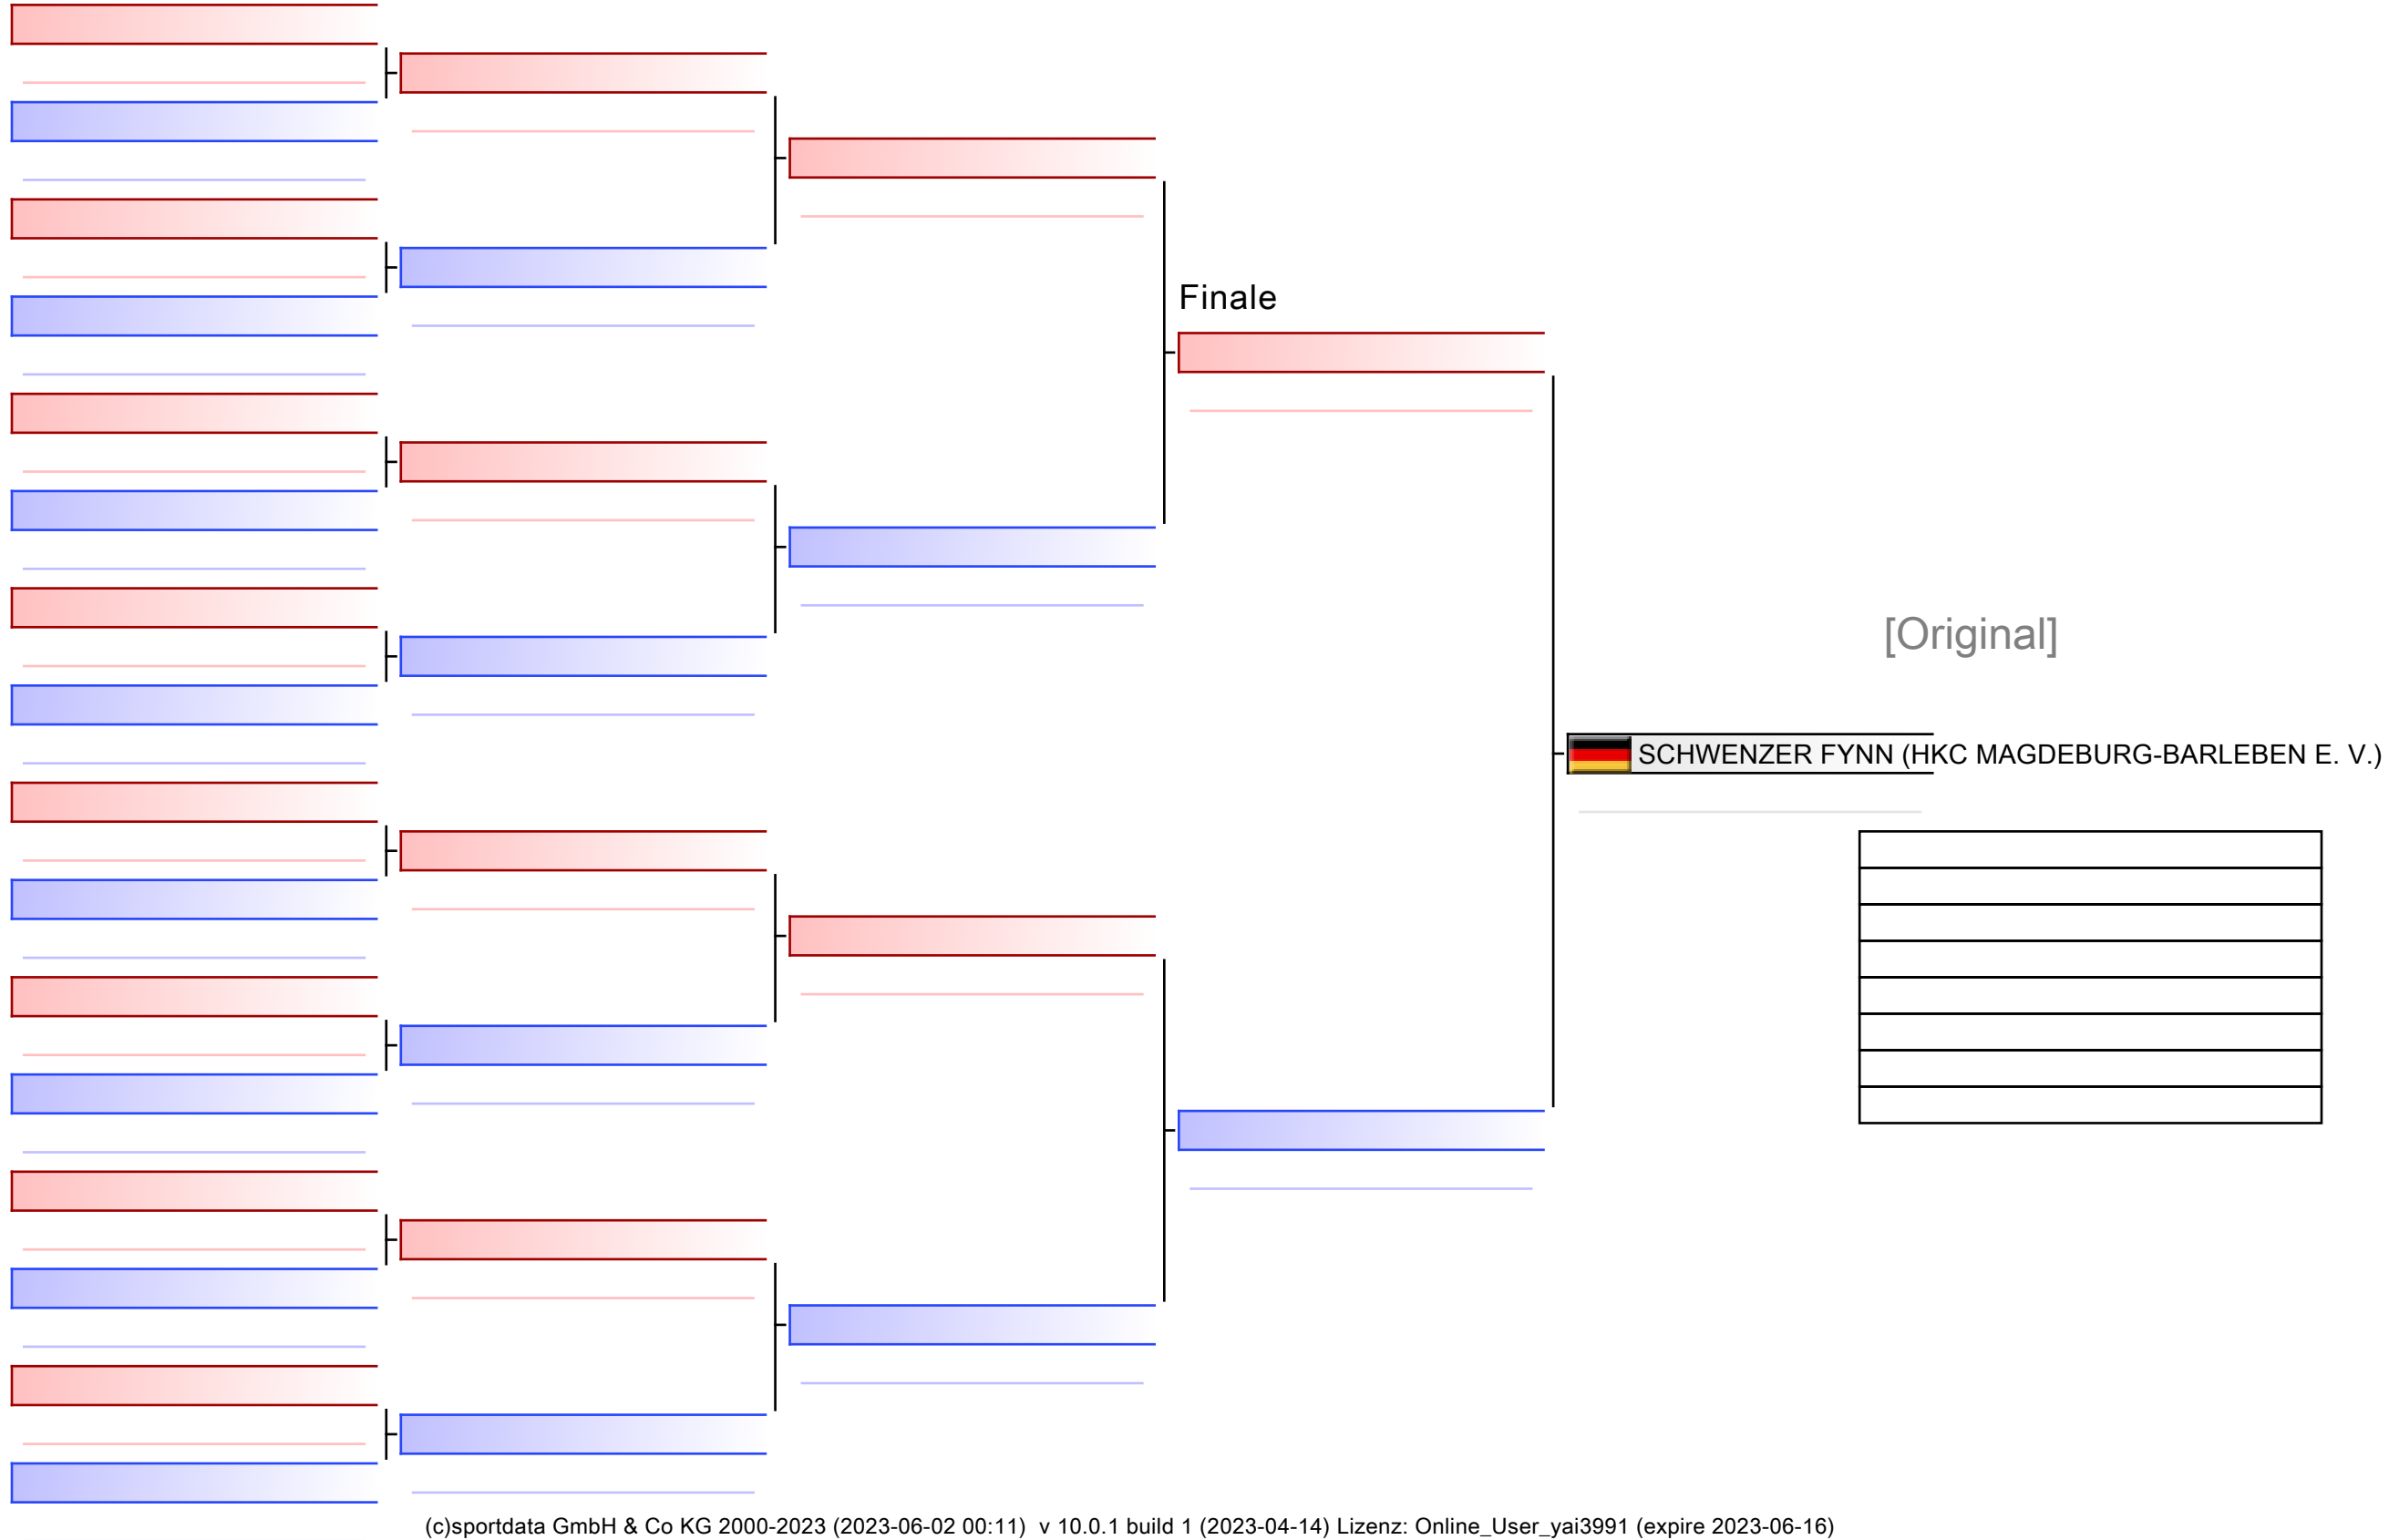 Finale
[Original]
SCHWENZER FYNN (HKC MAGDEBURG-BARLEBEN E. V.)
(c)sportdata GmbH & Co KG 2000-2023 (2023-06-02 00:11) v 10.0.1 build 1 (2023-04-14) Lizenz: Online_User_yai3991 (expire 2023-06-16)